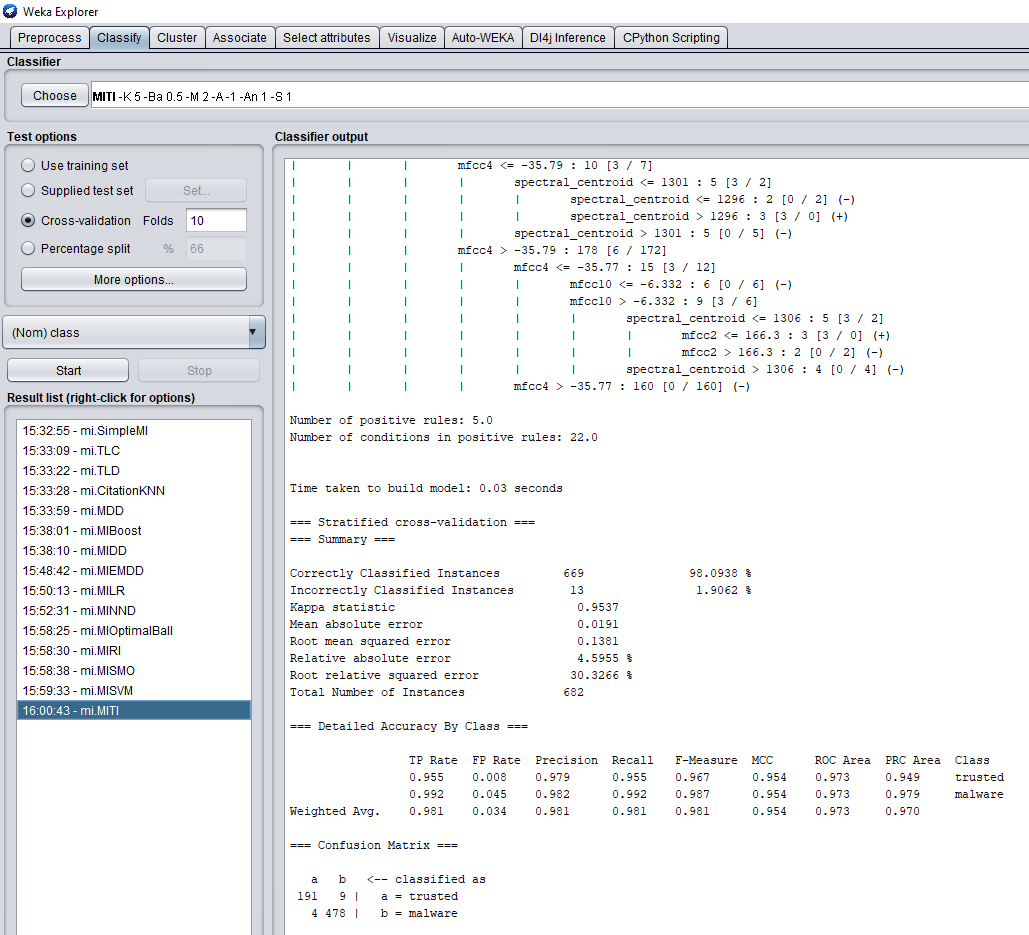 Weka Explorer
Preprocess Classify Cluster Associate Select attributes Visualize Auto-WEKA Dl4j Inference CPython Scripting
Classifier
Choose MITI -K 5 -Ba 0.5 -M 2 -A -1 -An 1 -S 1
Test options
Use training set
Supplied test set Set...
Cross-validation Folds 10
Percentage split % 66
More options...
(Nom) class
Start Stop
Result list (right-click for options)
15:32:55 - mi.SimpleMI
15:33:09 - mi.TLC
15:33:22 - mi.TLD
15:33:28 - mi.CitationKNN
15:33:59 - mi.MDD
15:38:01 - mi.MIBoost
15:38:10 - mi.MIDD
15:48:42 - mi.MIEMDD
15:50:13 - mi.MILR
15:52:31 - mi.MINND
15:58:25 - mi.MIOptimalBall
15:58:30 - mi.MIRI
15:58:38 - mi.MISMO
15:59:33 - mi.MISVM
16:00:43 - mi.MITI
Classifier output
| | | mfcc4 <= -35.79 : 10 [3 / 7]
| | | | spectral_centroid <= 1301 : 5 [3 / 2]
| | | | | spectral_centroid <= 1296 : 2 [0 / 2] (-)
| | | | | spectral_centroid > 1296 : 3 [3 / 0] (+)
| | | | spectral_centroid > 1301 : 5 [0 / 5] (-)
| | | mfcc4 > -35.79 : 178 [6 / 172]
| | | | mfcc4 <= -35.77 : 15 [3 / 12]
| | | | | mfcc10 <= -6.332 : 6 [0 / 6] (-)
| | | | | mfcc10 > -6.332 : 9 [3 / 6]
| | | | | | spectral_centroid <= 1306 : 5 [3 / 2]
| | | | | | | mfcc2 <= 166.3 : 3 [3 / 0] (+)
| | | | | | | mfcc2 > 166.3 : 2 [0 / 2] (-)
| | | | | | spectral_centroid > 1306 : 4 [0 / 4] (-)
| | | | mfcc4 > -35.77 : 160 [0 / 160] (-)
Number of positive rules: 5.0
Number of conditions in positive rules: 22.0
Time taken to build model: 0.03 seconds
=== Stratified cross-validation ===
=== Summary ===
Correctly Classified Instances 669 98.0938 %
Incorrectly Classified Instances 13 1.9062 %
Kappa statistic 0.9537
Mean absolute error 0.0191
Root mean squared error 0.1381
Relative absolute error 4.5955 %
Root relative squared error 30.3266 %
Total Number of Instances 682
=== Detailed Accuracy By Class ===
TP Rate FP Rate Precision Recall F-Measure MCC ROC Area PRC Area Class
0.955 0.008 0.979 0.955 0.967 0.954 0.973 0.949 trusted
0.992 0.045 0.982 0.992 0.987 0.954 0.973 0.979 malware
Weighted Avg. 0.981 0.034 0.981 0.981 0.981 0.954 0.973 0.970
=== Confusion Matrix ===
a b <-- classified as
191 9 | a = trusted
4 478 | b = malware